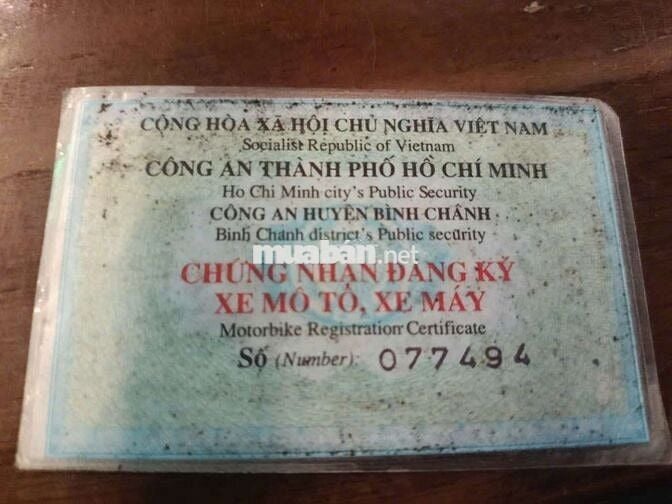 CỘNG HÒA XÃ HỘI CHỦ NGHĨA VIỆT NAM
Socialist Republic of Vietnam
CÔNG AN THÀNH PHỐ HỒ CHÍ MINH
Ho Chi Minh city's Public Security
CÔNG AN HUYỆN BÌNH CHÁNH
Binh Chanh district's Public security
muaban.net
CHỨNG NHẬN ĐĂNG KÝ
XE MÔ TÔ, XE MÁY
Motorbike Registration Certificate
Số (Number): 077494